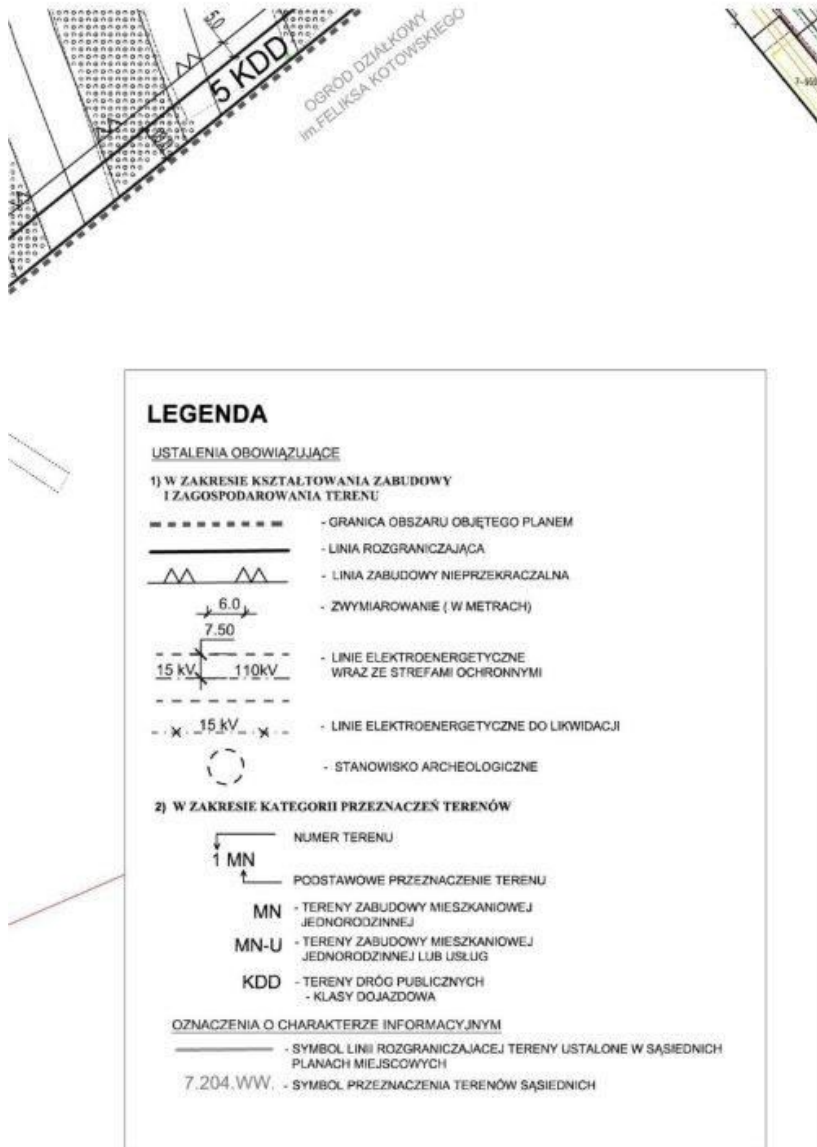 5.0
5 KDD
OGRÓD DZIAŁKOWY
im.FELIKSA KOTOWSKIEGO
LEGENDA
USTALENIA OBOWIĄZUJĄCE
1) W ZAKRESIE KSZTAŁTOWANIA ZABUDOWY
I ZAGOSPODAROWANIA TERENU
- GRANICA OBSZARU OBJĘTEGO PLANEM
- LINIA ROZGRANICZAJĄCA
- LINIA ZABUDOWY NIEPRZEKRACZALNA
6.0 - ZWYMIAROWANIE ( W METRACH)
7.50
15 kV 110kV - LINIE ELEKTROENERGETYCZNE
WRAZ ZE STREFAMI OCHRONNYMI
15 kV - LINIE ELEKTROENERGETYCZNE DO LIKWIDACJI
- STANOWISKO ARCHEOLOGICZNE
2) W ZAKRESIE KATEGORII PRZEZNACZEŃ TERENÓW
NUMER TERENU
1 MN
PODSTAWOWE PRZEZNACZENIE TERENU
MN - TERENY ZABUDOWY MIESZKANIOWEJ
JEDNORODZINNEJ
MN-U - TERENY ZABUDOWY MIESZKANIOWEJ
JEDNORODZINNEJ LUB USŁUG
KDD - TERENY DRÓG PUBLICZNYCH
- KLASY DOJAZDOWA
OZNACZENIA O CHARAKTERZE INFORMACYJNYM
- SYMBOL LINII ROZGRANICZAJACEJ TERENY USTALONE W SĄSIEDNICH
PLANACH MIEJSCOWYCH
7.204.WW. - SYMBOL PRZEZNACZENIA TERENÓW SĄSIEDNICH